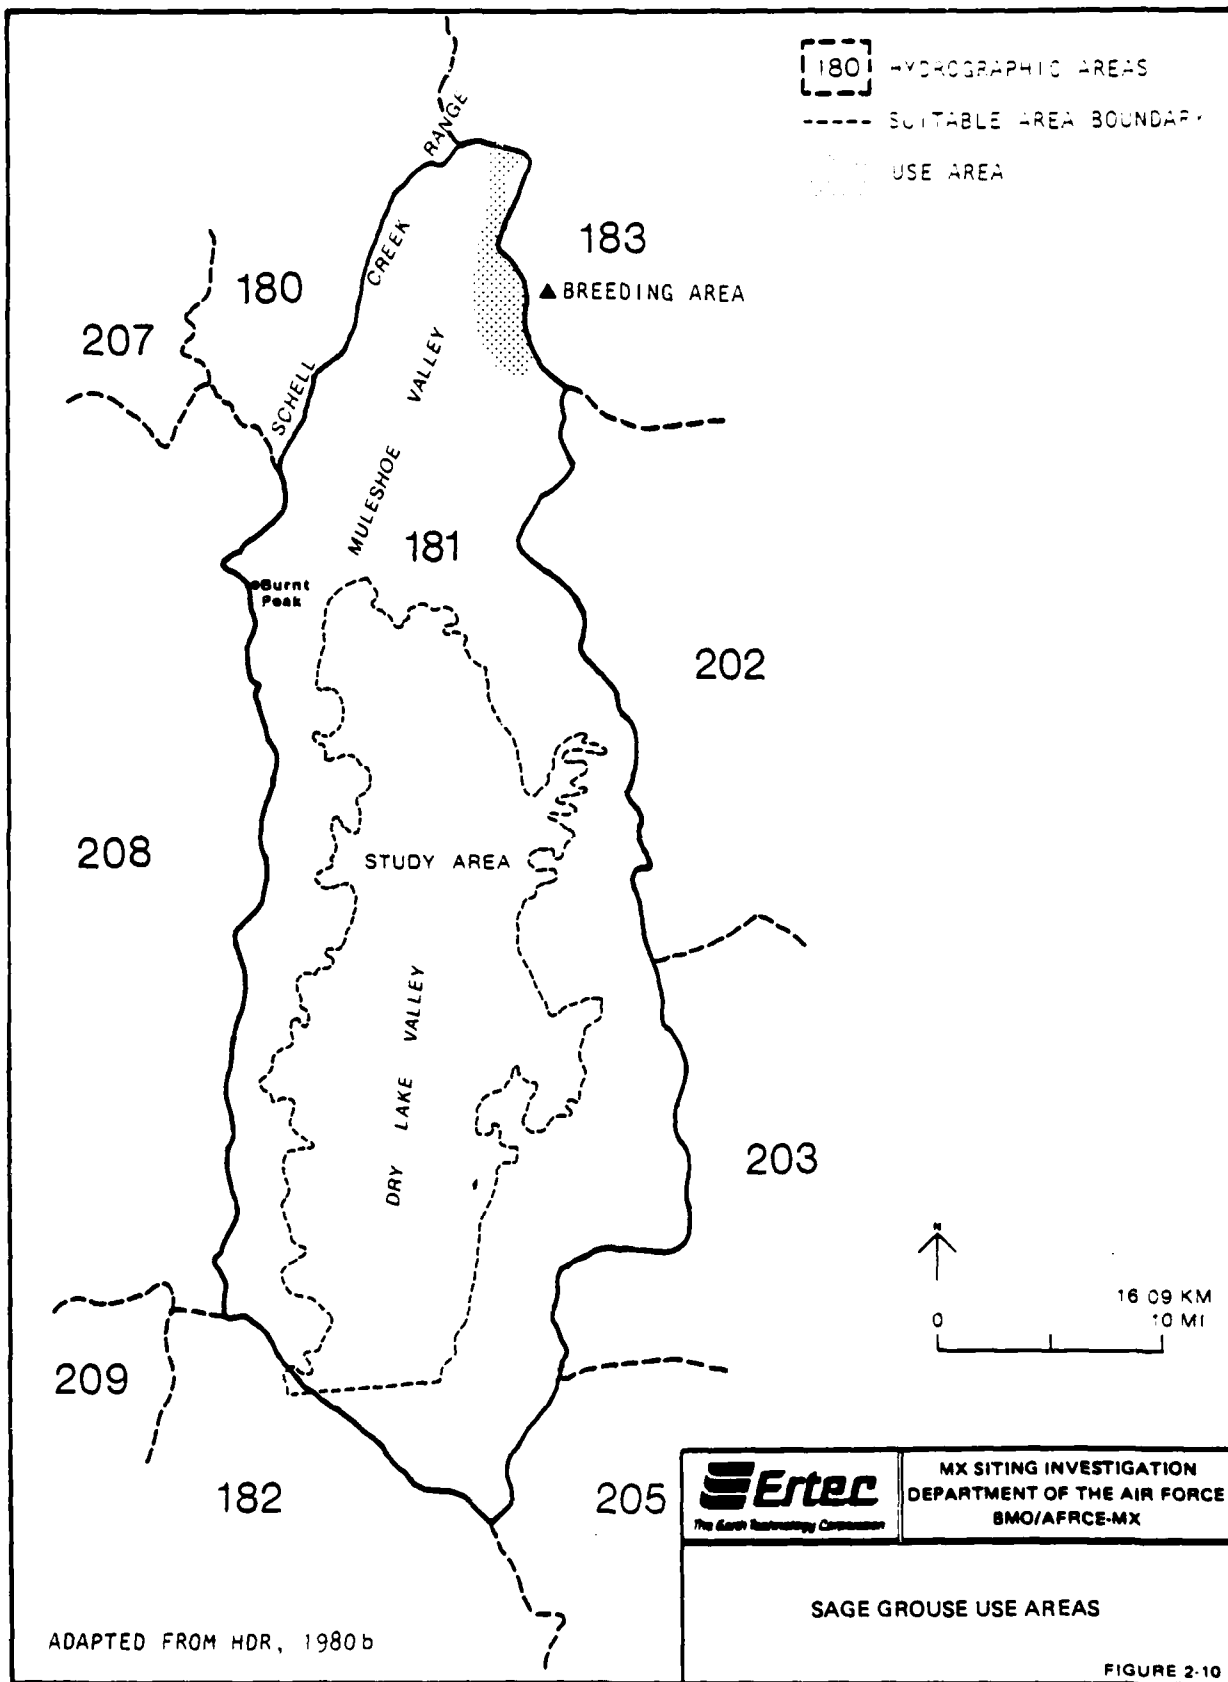 180 HYDROGRAPHIC AREAS
SUITABLE AREA BOUNDARY
USE AREA
SCHELL CREEK RANGE
183
180
BREEDING AREA
207
MULESHOE VALLEY
181
Burnt
Peak
202
208
STUDY AREA
DRY LAKE VALLEY
203
N
16 09 KM
0 10 MI
209
182
205
Ertec
The Earth Technology Corporation
MX SITING INVESTIGATION
DEPARTMENT OF THE AIR FORCE
BMO/AFRCE-MX
SAGE GROUSE USE AREAS
ADAPTED FROM HDR, 1980b
FIGURE 2-10